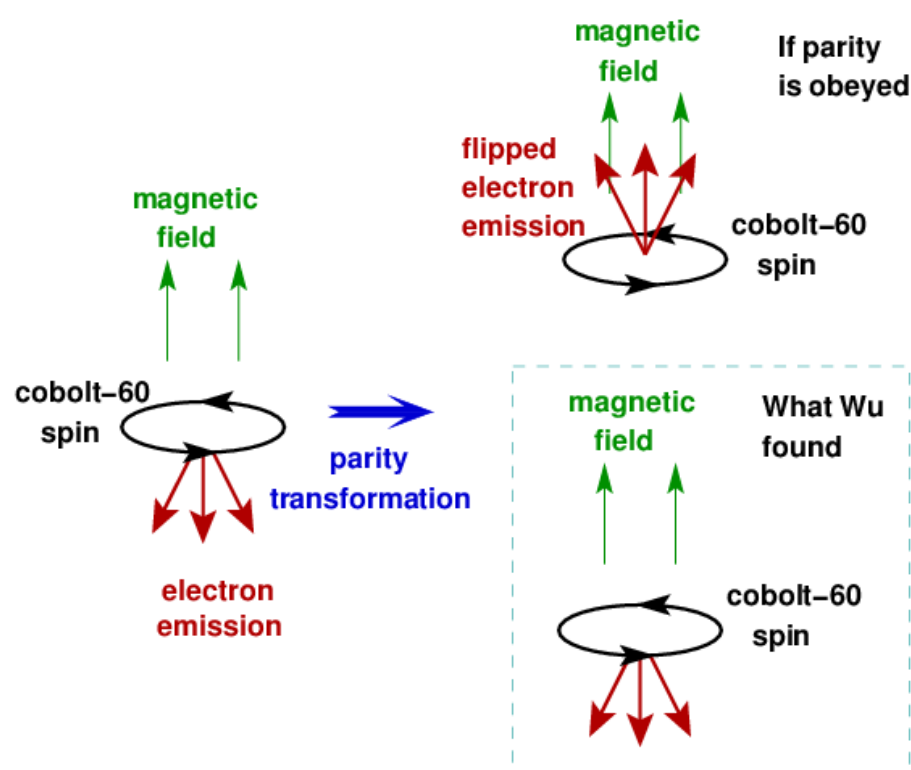 magnetic
field
cobolt−60
spin
electron
emission
parity
transformation
magnetic
field
If parity
is obeyed
flipped
electron
emission
cobolt−60
spin
magnetic
field
What Wu
found
cobolt−60
spin